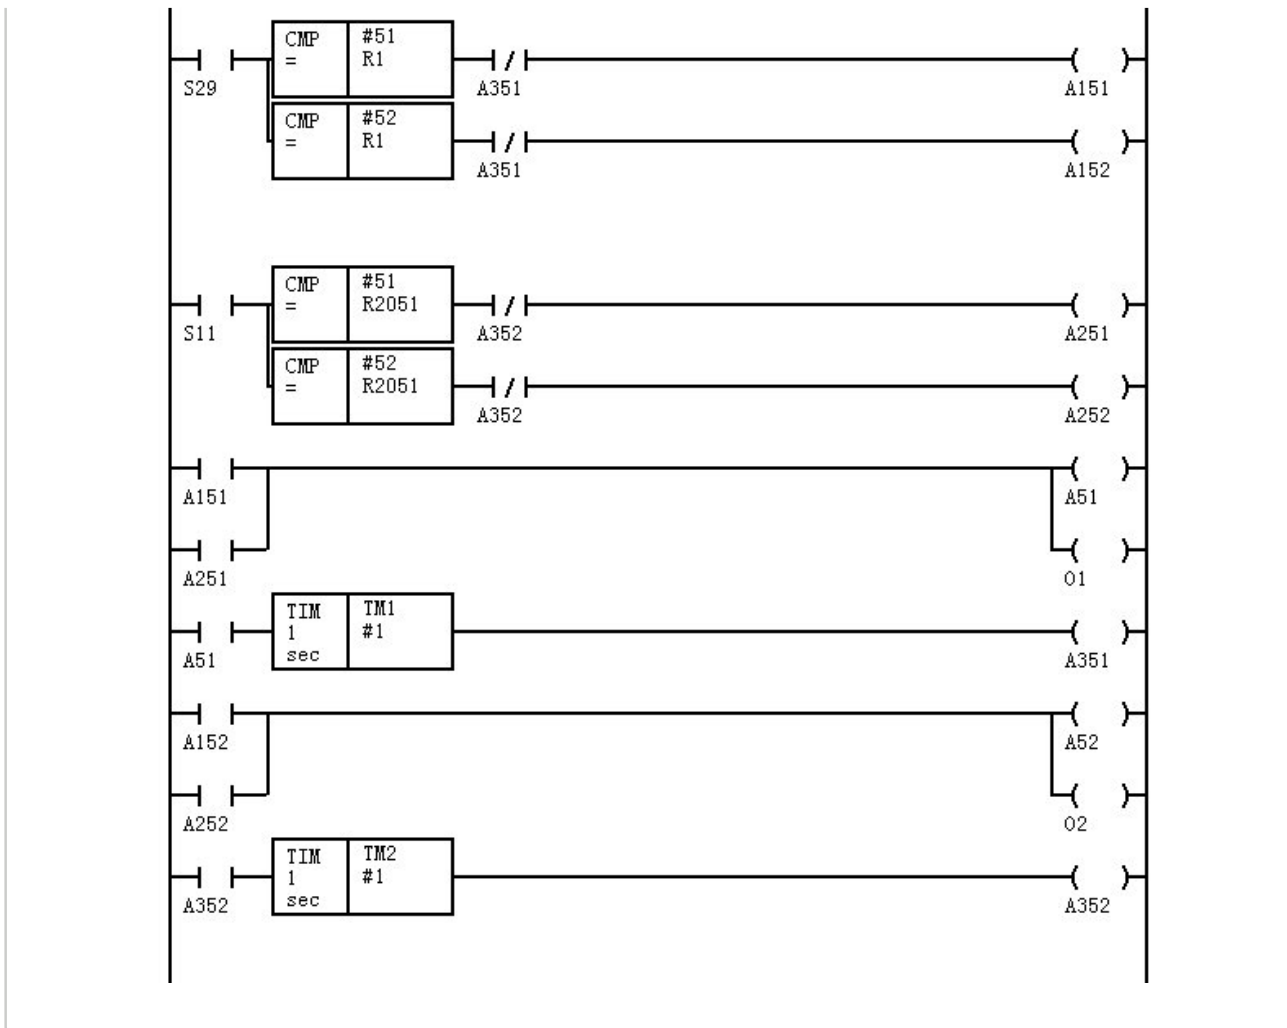 CMP #51
= R1
S29 A351 A151
CMP #52
= R1
A351 A152
CMP #51
= R2051
S11 A352 A251
CMP #52
= R2051
A352 A252
A151 A51
A251 O1
TIM TM1
1 #1
sec
A51 A351
A152 A52
A252 O2
TIM TM2
1 #1
sec
A352 A352